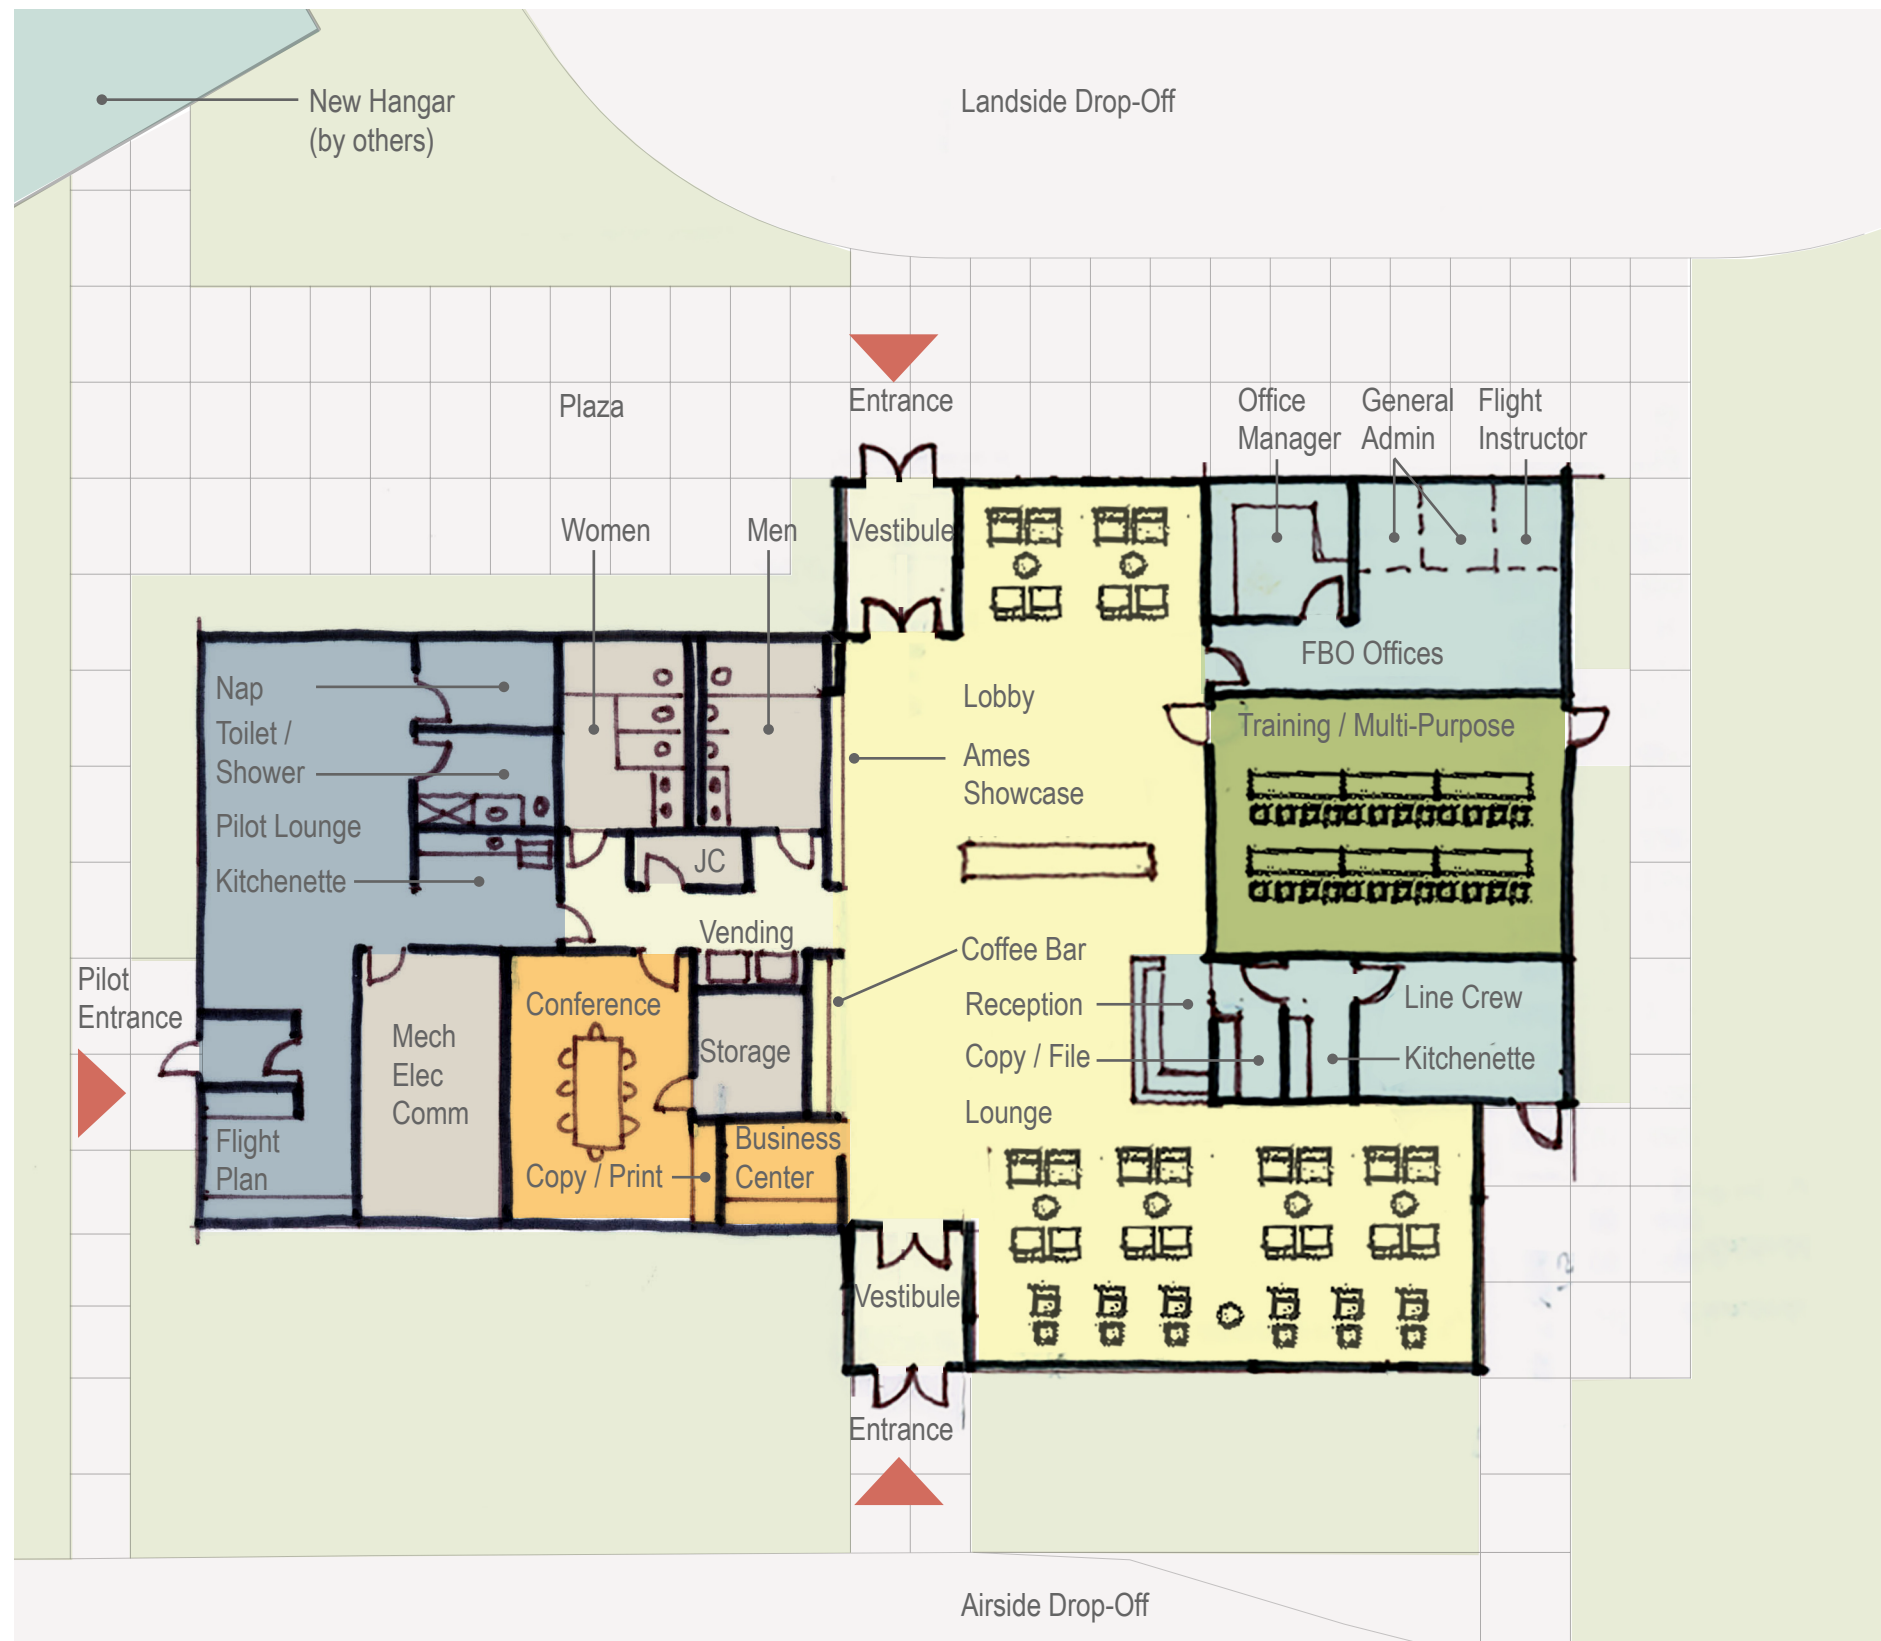 New Hangar
(by others)
Landside Drop-Off
Plaza
Entrance
Office
Manager
General
Admin
Flight
Instructor
Women
Men
Vestibule
FBO Offices
Nap
Toilet /
Shower
Pilot Lounge
Kitchenette
Lobby
Ames
Showcase
Training / Multi-Purpose
JC
Vending
Coffee Bar
Pilot
Entrance
Conference
Reception
Line Crew
Mech
Elec
Comm
Storage
Copy / File
Kitchenette
Lounge
Flight
Plan
Copy / Print
Business
Center
Vestibule
Entrance
Airside Drop-Off